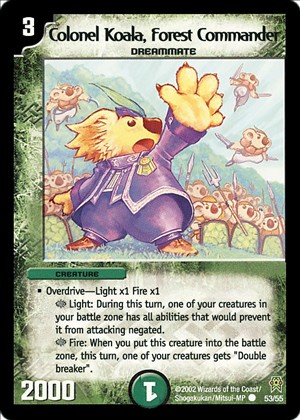 3
Colonel Koala, Forest Commander
DREAMMATE
CREATURE
▪ Overdrive—Light x1 Fire x1
Light: During this turn, one of your creatures in
your battle zone has all abilities that would prevent
it from attacking negated.
Fire: When you put this creature into the battle
zone, this turn, one of your creatures gets "Double
breaker".
2000
1
©2002 Wizards of the Coast/
Shogakukan/Mitsui-MP
53/55